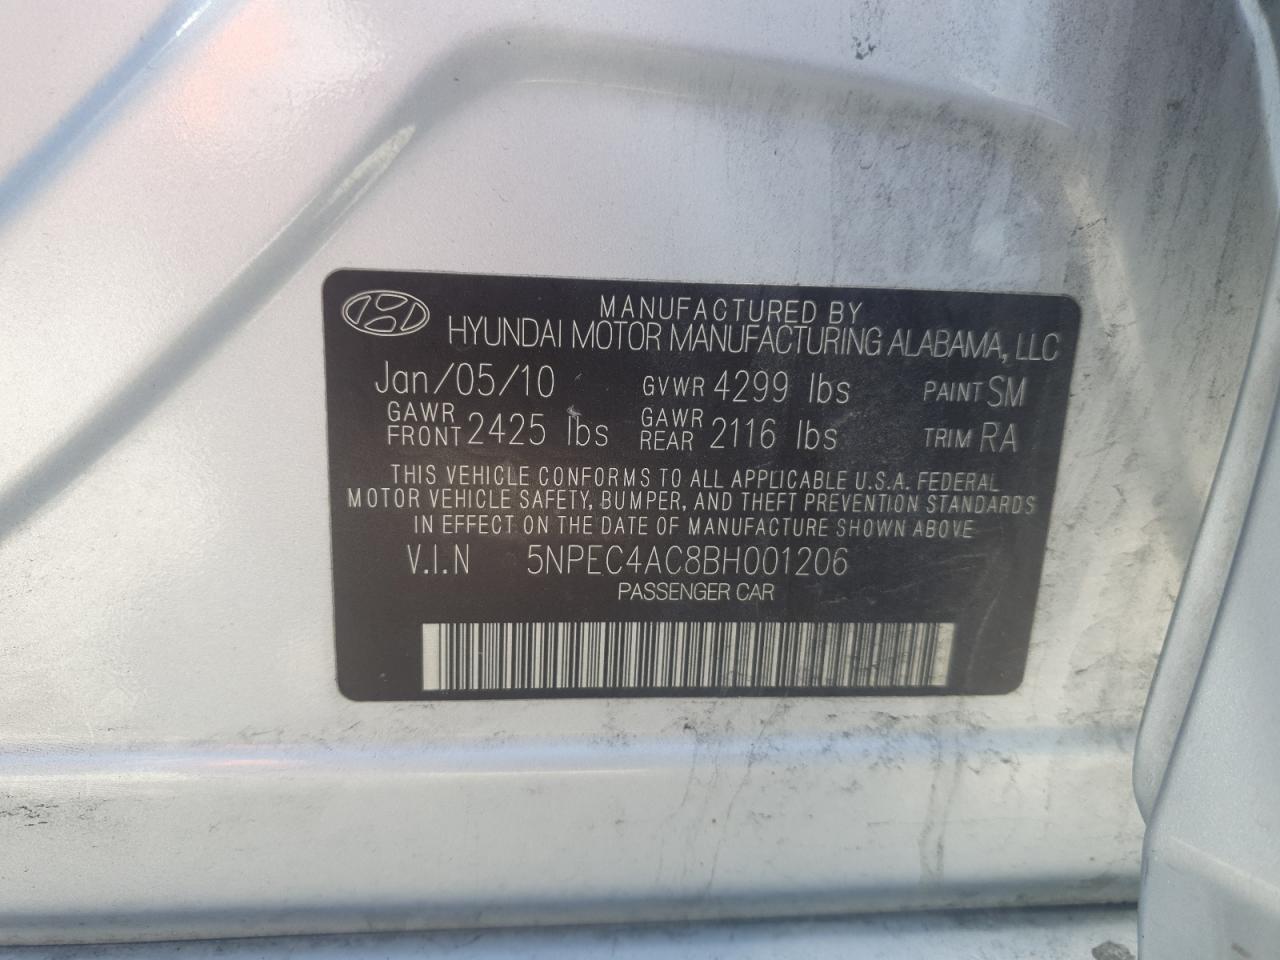 MANUFACTURED BY
HYUNDAI MOTOR MANUFACTURING ALABAMA, LLC
Jan/05/10 GVWR 4299 lbs PAINT SM
GAWR FRONT 2425 lbs GAWR REAR 2116 lbs TRIM RA
THIS VEHICLE CONFORMS TO ALL APPLICABLE U.S.A. FEDERAL
MOTOR VEHICLE SAFETY, BUMPER, AND THEFT PREVENTION STANDARDS
IN EFFECT ON THE DATE OF MANUFACTURE SHOWN ABOVE
V.I.N 5NPEC4AC8BH001206
PASSENGER CAR